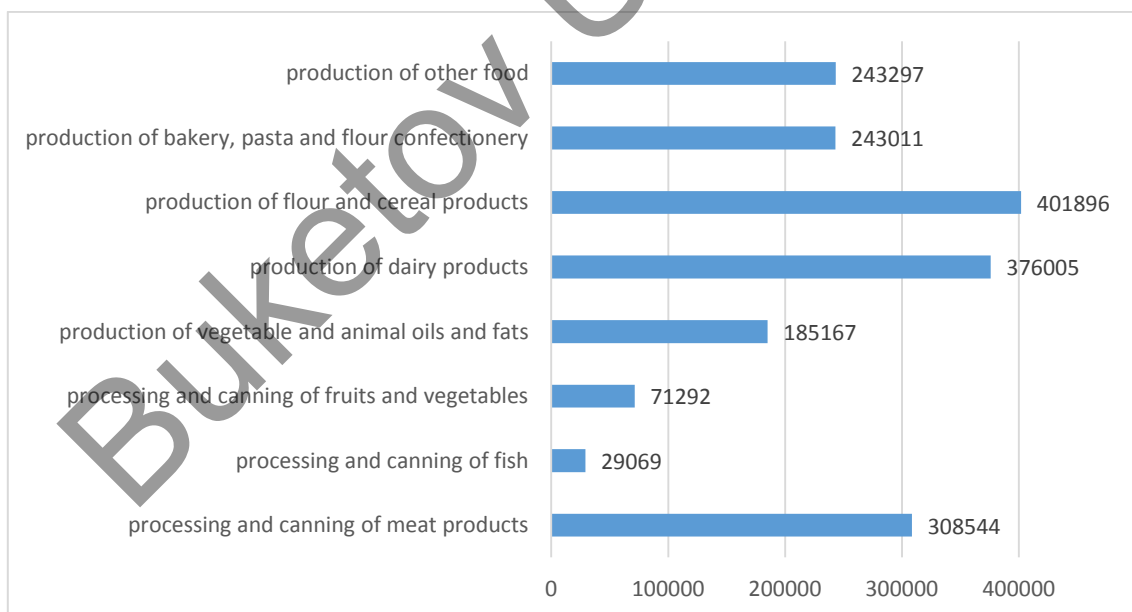 production of other food 243297
production of bakery, pasta and flour confectionery 243011
production of flour and cereal products 401896
production of dairy products 376005
production of vegetable and animal oils and fats 185167
processing and canning of fruits and vegetables 71292
processing and canning of fish 29069
processing and canning of meat products 308544
0 100000 200000 300000 400000
Buketov